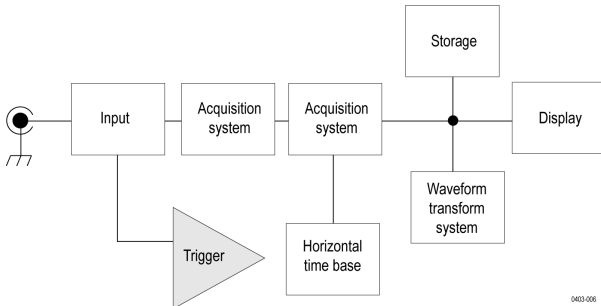 Storage
Input
Acquisition
system
Acquisition
system
Display
Waveform
transform
system
Trigger
Horizontal
time base
0403-006